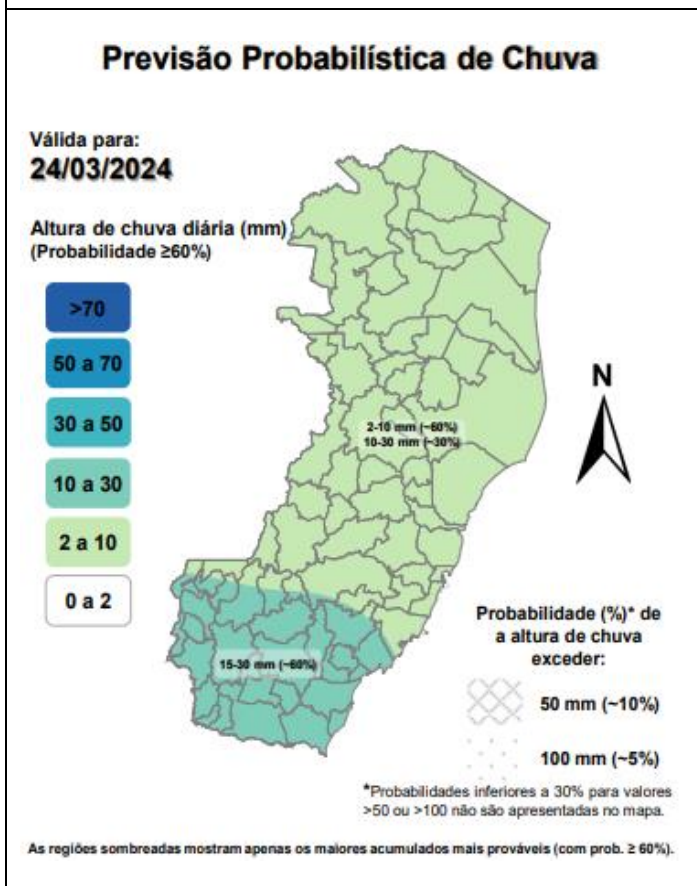 Previsão Probabilística de Chuva
Válida para:
24/03/2024
Altura de chuva diária (mm)
(Probabilidade ≥60%)
>70
50 a 70
30 a 50
10 a 30
2 a 10
0 a 2
2-10 mm (~60%)
10-30 mm (~30%)
15-30 mm (~60%)
N
Probabilidade (%)* de
a altura de chuva
exceder:
50 mm (~10%)
100 mm (~5%)
*Probabilidades inferiores a 30% para valores
>50 ou >100 não são apresentadas no mapa.
As regiões sombreadas mostram apenas os maiores acumulados mais prováveis (com prob. ≥ 60%).